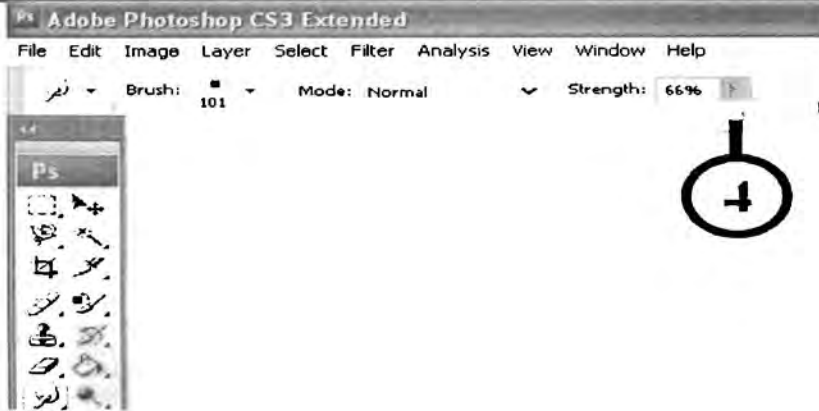 Ps Adobe Photoshop CS3 Extended
File Edit Image Layer Select Filter Analysis View Window Help
Brush: 101 Mode: Normal Strength: 66%
Ps